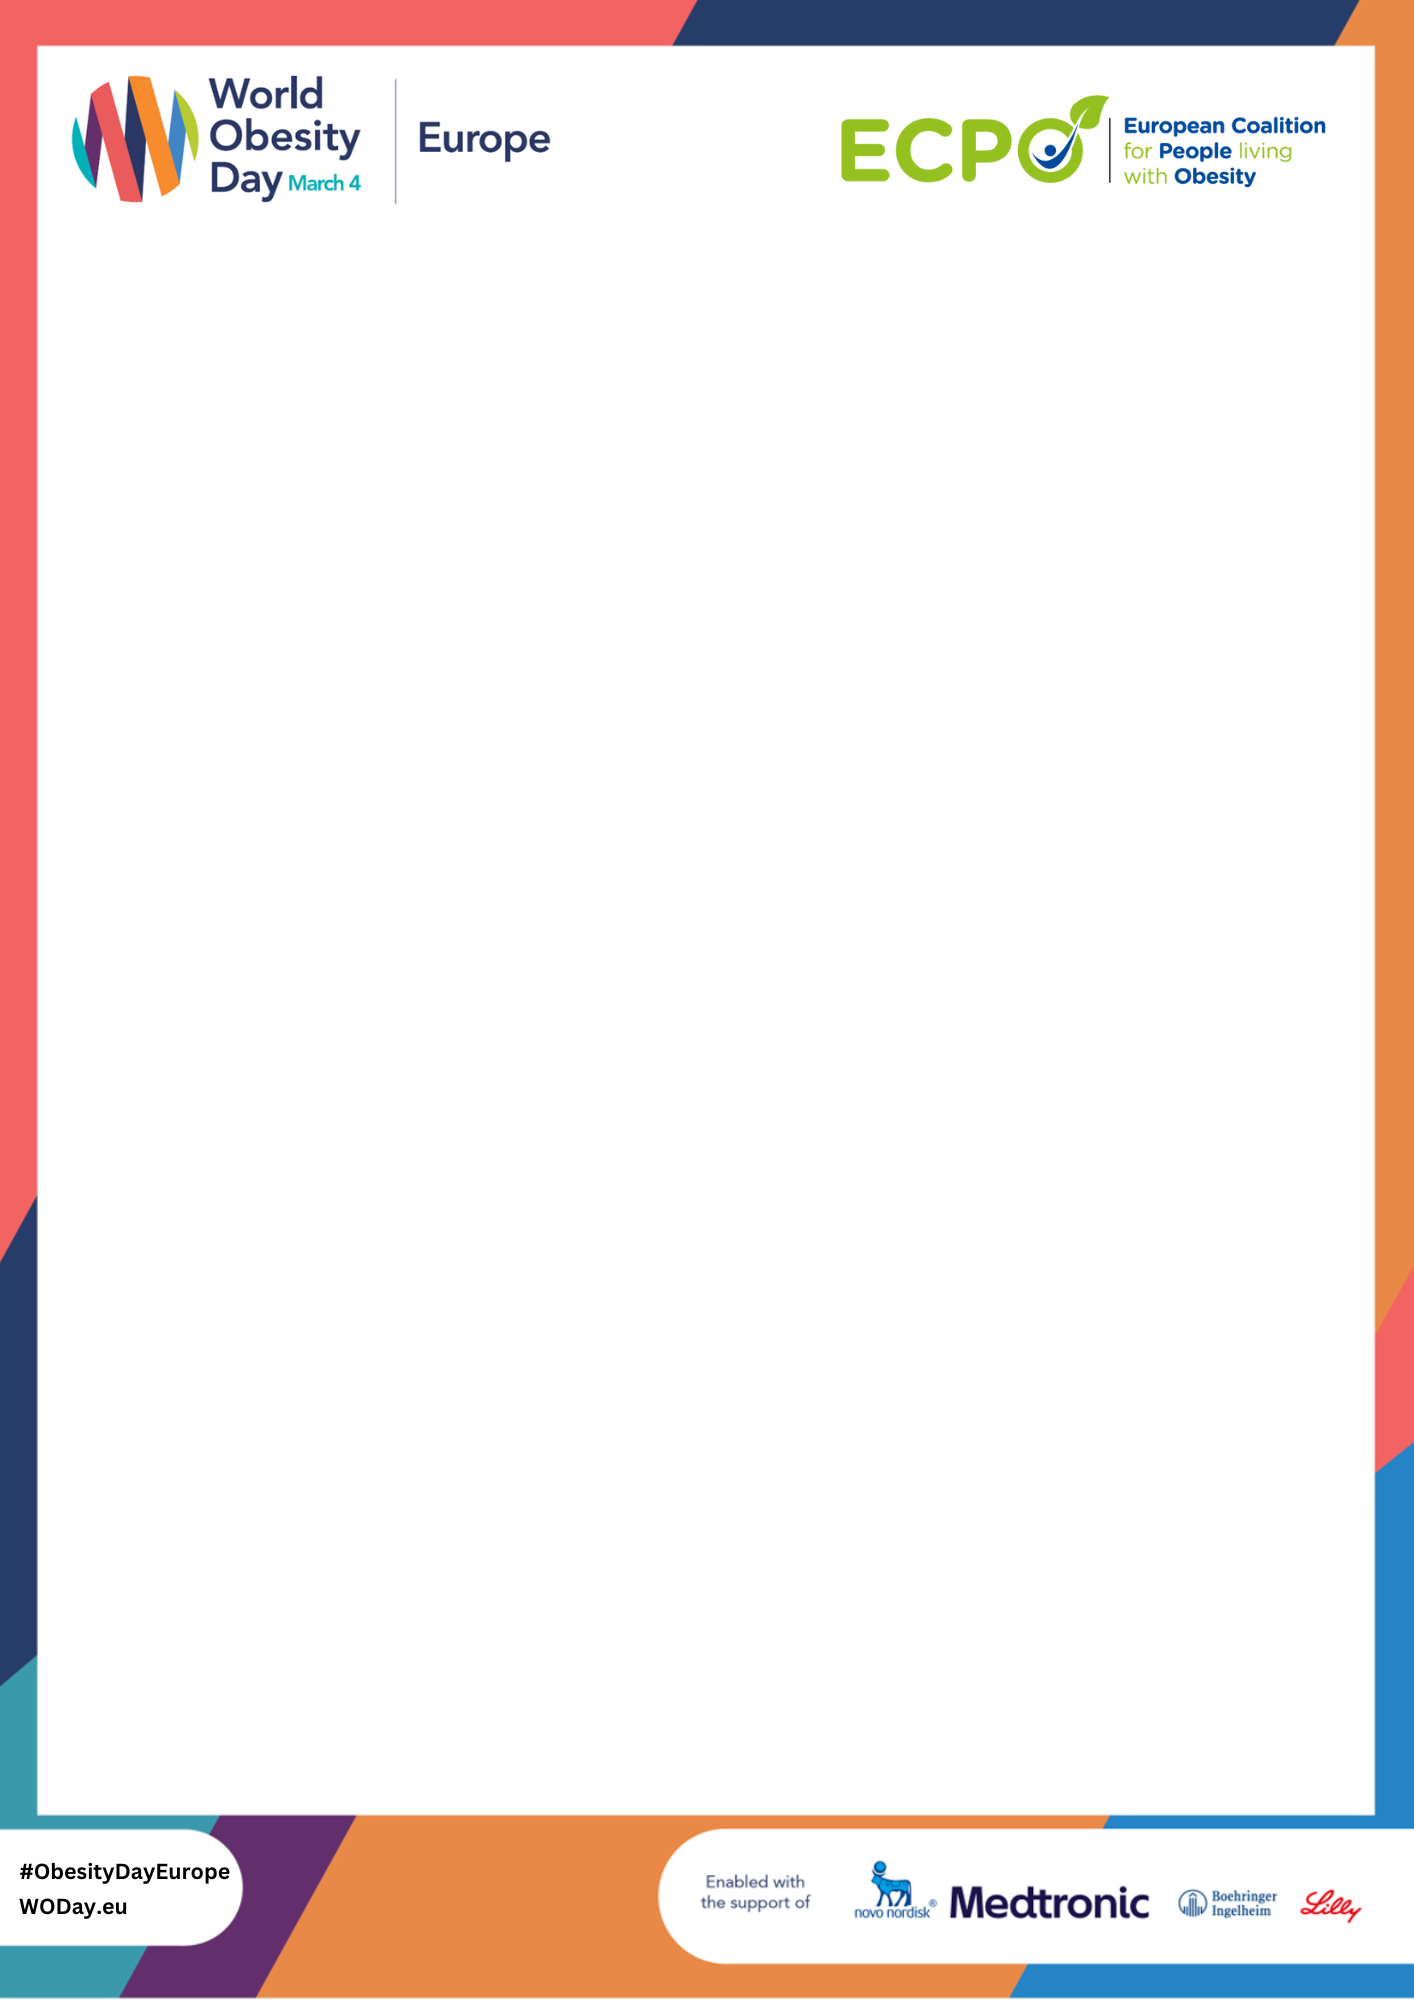 World
Obesity
Day March 4
Europe
ECPO
European Coalition
for People living
with Obesity
#ObesityDayEurope
WODay.eu
Enabled with
the support of
novo nordisk®
Medtronic
Boehringer
Ingelheim
Lilly